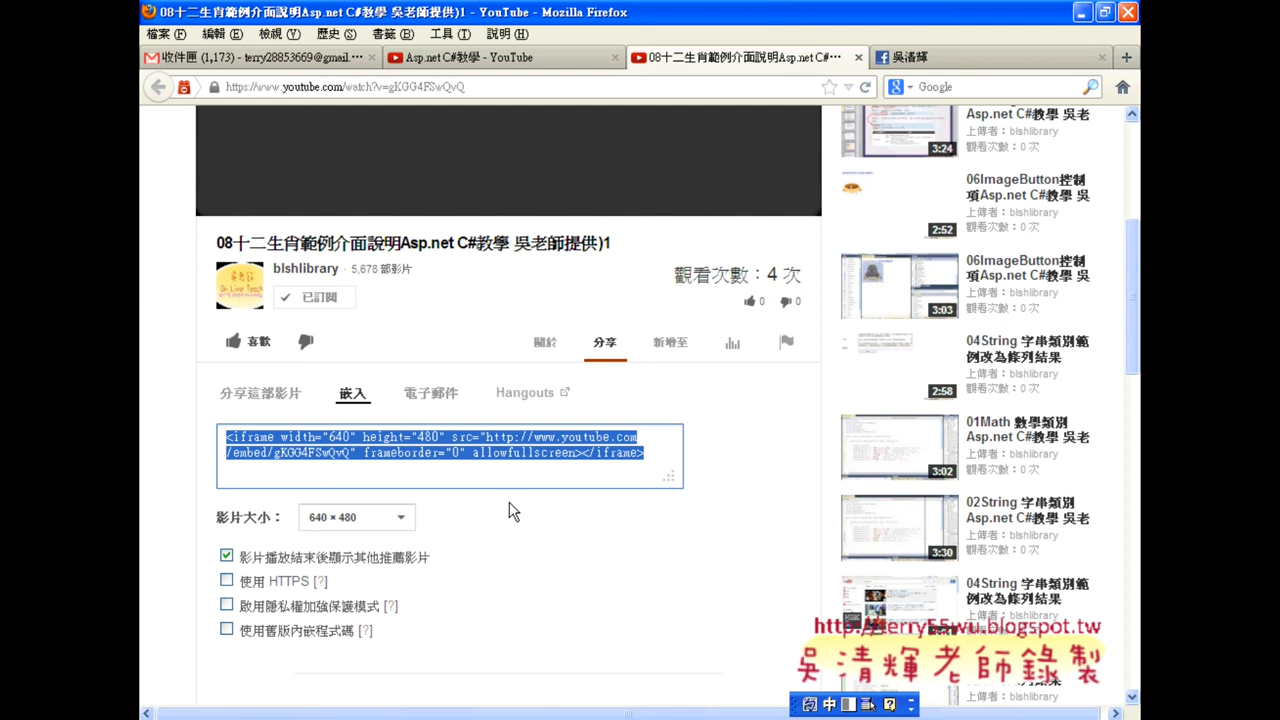 08十二生肖範例介面說明Asp.net C#教學 吳老師提供)1 - YouTube - Mozilla Firefox
檔案(F) 編輯(E) 檢視(V) 歷史(S) 書籤(B) 工具(T) 說明(H)
收件匣 (1,173) - terry28853669@gmail.… × Asp.net C#教學 - YouTube × 08十二生肖範例介面說明Asp.net C#… × 吳清輝 × +
https://www.youtube.com/watch?v=gKGG4FSwQvQ Google
08十二生肖範例介面說明Asp.net C#教學 吳老師提供)1
blshlibrary · 5,678 部影片
已訂閱
觀看次數：4 次
0 0
喜歡
關於 分享 新增至
分享這部影片 嵌入 電子郵件 Hangouts
<iframe width="640" height="480" src="http://www.youtube.com
/embed/gKGG4FSwQvQ" frameborder="0" allowfullscreen></iframe>
影片大小： 640 × 480
影片播放結束後顯示其他推薦影片
使用 HTTPS [?]
啟用隱私權加強保護模式 [?]
使用舊版內嵌程式碼 [?]
Asp.net C#教學 吳老
上傳者：blshlibrary
觀看次數：0 次
3:24
06ImageButton控制
項Asp.net C#教學 吳
上傳者：blshlibrary
觀看次數：0 次
2:52
06ImageButton控制
項Asp.net C#教學 吳
上傳者：blshlibrary
觀看次數：0 次
3:03
04String 字串類別範
例改為條列結果
上傳者：blshlibrary
觀看次數：0 次
2:58
01Math 數學類別
Asp.net C#教學 吳老
上傳者：blshlibrary
觀看次數：0 次
3:02
02String 字串類別
Asp.net C#教學 吳老
上傳者：blshlibrary
觀看次數：0 次
3:30
04String 字串類別範
例改為條列結果
上傳者：blshlibrary
http://terry55wu.blogspot.tw
吳清輝老師錄製
觀看次數：0 次
中